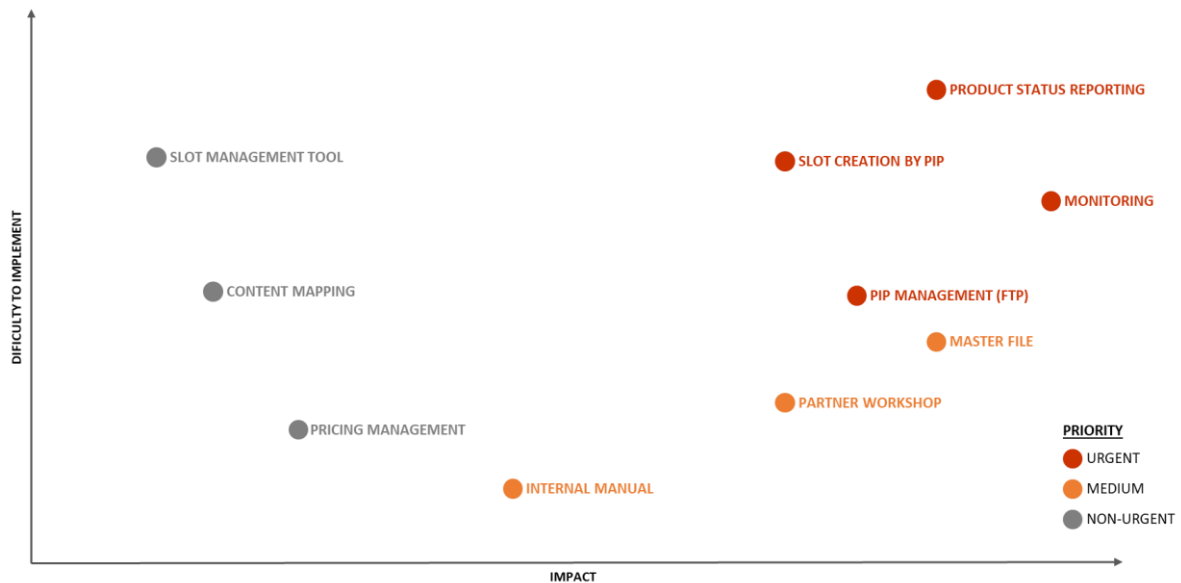 PRODUCT STATUS REPORTING
SLOT MANAGEMENT TOOL
SLOT CREATION BY PIP
MONITORING
DIFICULTY TO IMPLEMENT
CONTENT MAPPING
PIP MANAGEMENT (FTP)
MASTER FILE
PARTNER WORKSHOP
PRICING MANAGEMENT
PRIORITY
URGENT
INTERNAL MANUAL
MEDIUM
NON-URGENT
IMPACT